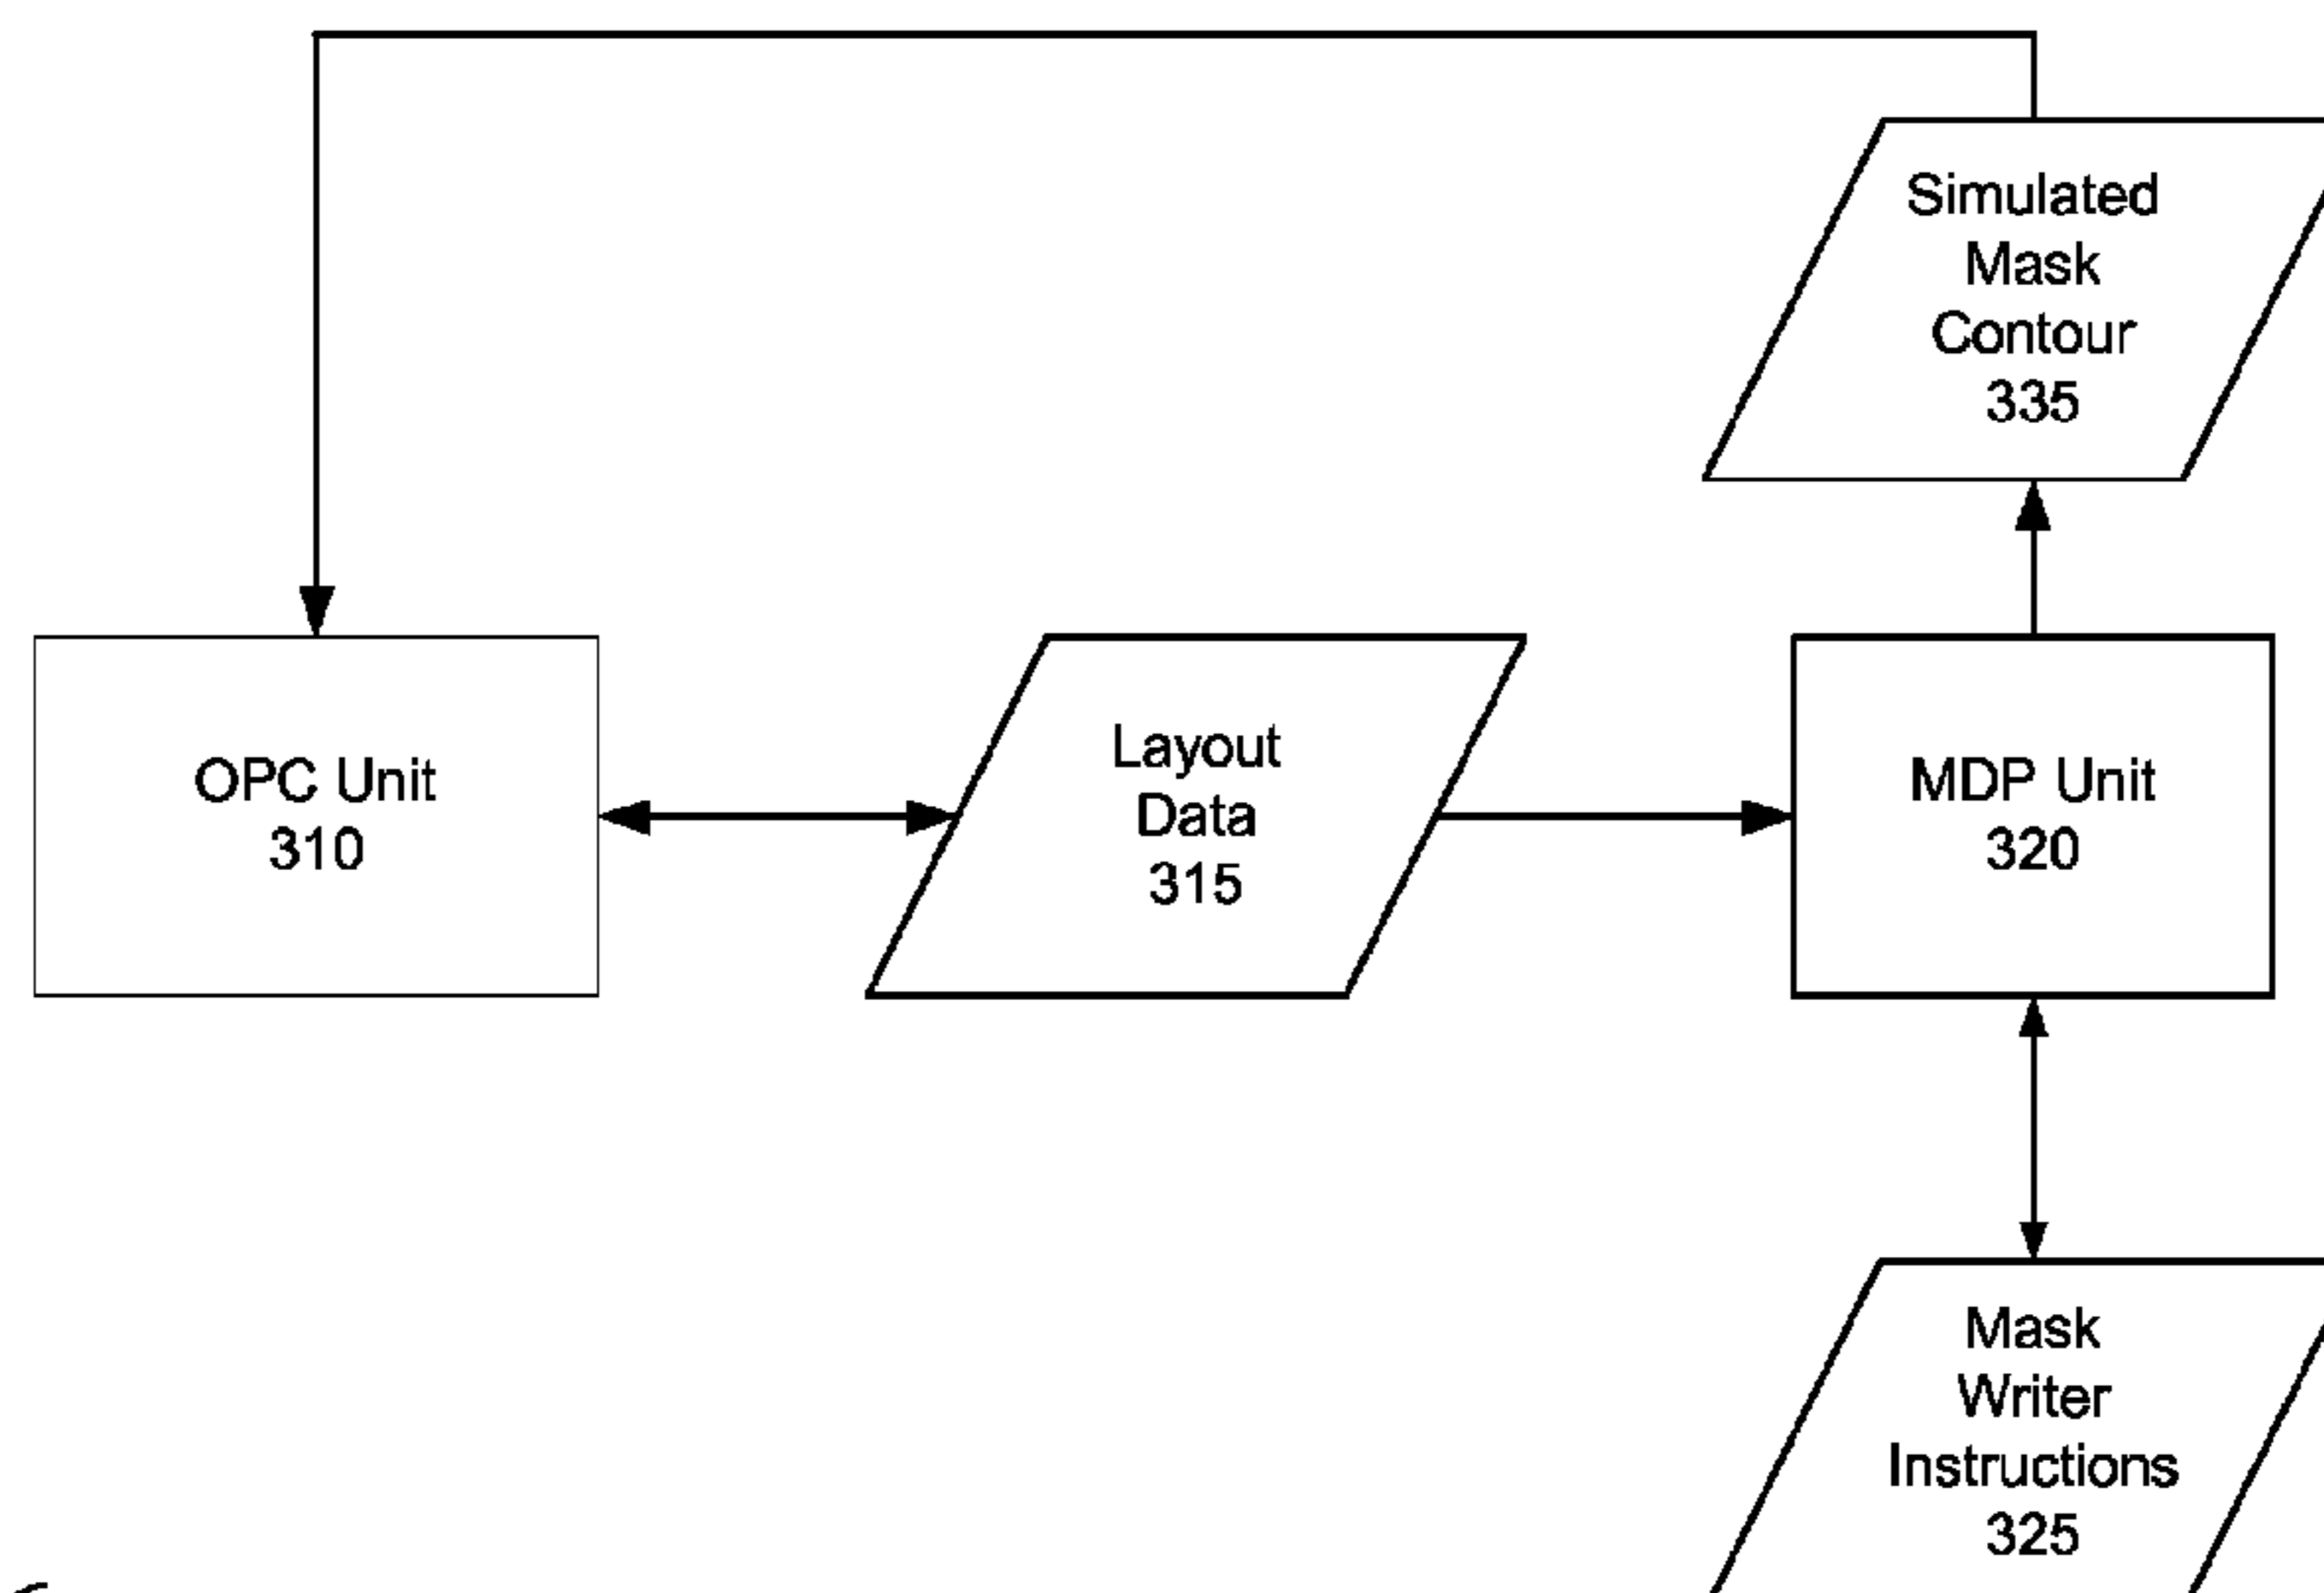 Simulated
Mask
Contour
335
OPC Unit
310
Layout
Data
315
MDP Unit
320
Mask
Writer
Instructions
325